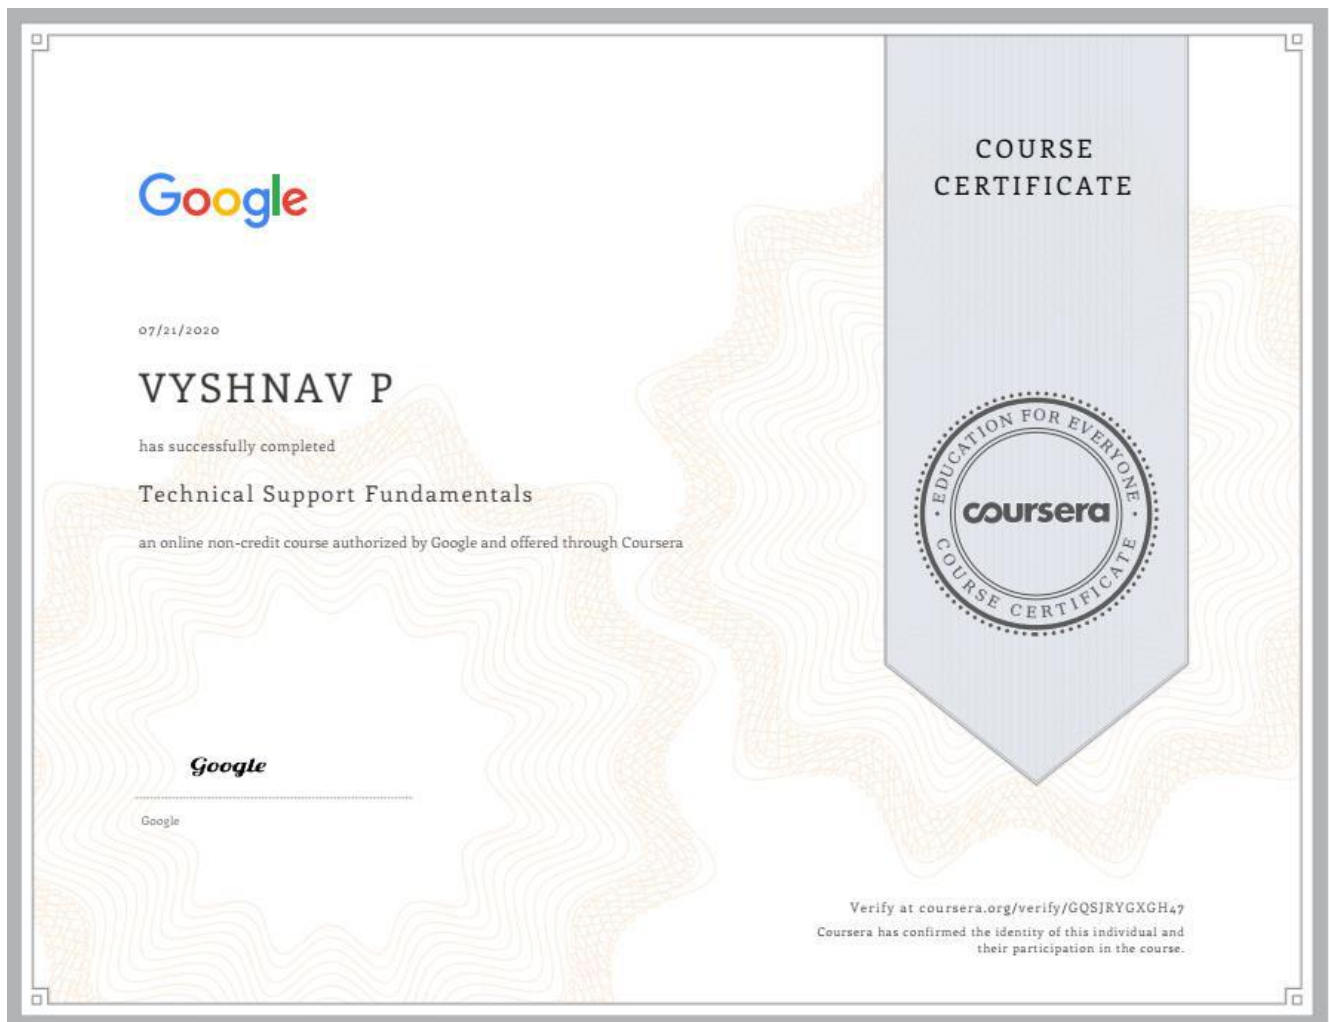 COURSE
CERTIFICATE
Google
07/21/2020
VYSHNAV P
has successfully completed
Technical Support Fundamentals
an online non-credit course authorized by Google and offered through Coursera
EDUCATION FOR EVERYONE
coursera
COURSE CERTIFICATE
Google
Google
Verify at coursera.org/verify/GQSJRYGXGH47
Coursera has confirmed the identity of this individual and
their participation in the course.